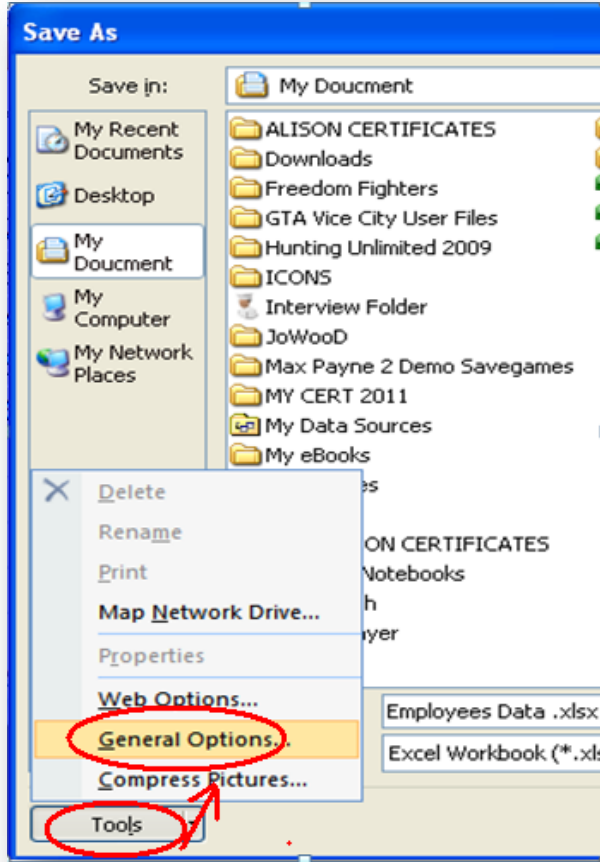 Save As
Save in:
My Doucment
My Recent
Documents
Desktop
My
Doucment
My
Computer
My Network
Places
ALISON CERTIFICATES
Downloads
Freedom Fighters
GTA Vice City User Files
Hunting Unlimited 2009
ICONS
Interview Folder
JoWooD
Max Payne 2 Demo Savegames
MY CERT 2011
My Data Sources
My eBooks
es
ON CERTIFICATES
Notebooks
h
ayer
Delete
Rename
Print
Map Network Drive...
Properties
Web Options...
General Options...
Compress Pictures...
Employees Data .xlsx
Excel Workbook (*.xls
Tools